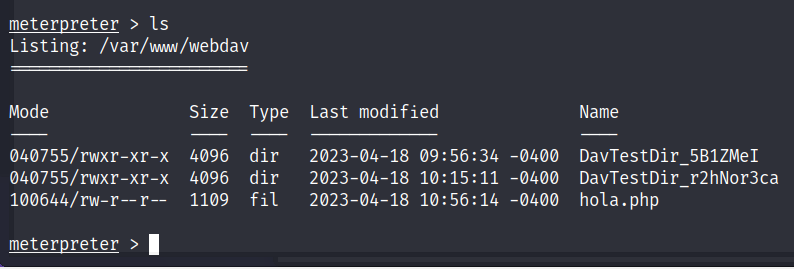 meterpreter > ls
Listing: /var/www/webdav
========================
Mode Size Type Last modified Name
---- ---- ---- ------------- ----
040755/rwxr-xr-x 4096 dir 2023-04-18 09:56:34 -0400 DavTestDir_5B1ZMeI
040755/rwxr-xr-x 4096 dir 2023-04-18 10:15:11 -0400 DavTestDir_r2hNor3ca
100644/rw-r--r-- 1109 fil 2023-04-18 10:56:14 -0400 hola.php
meterpreter >